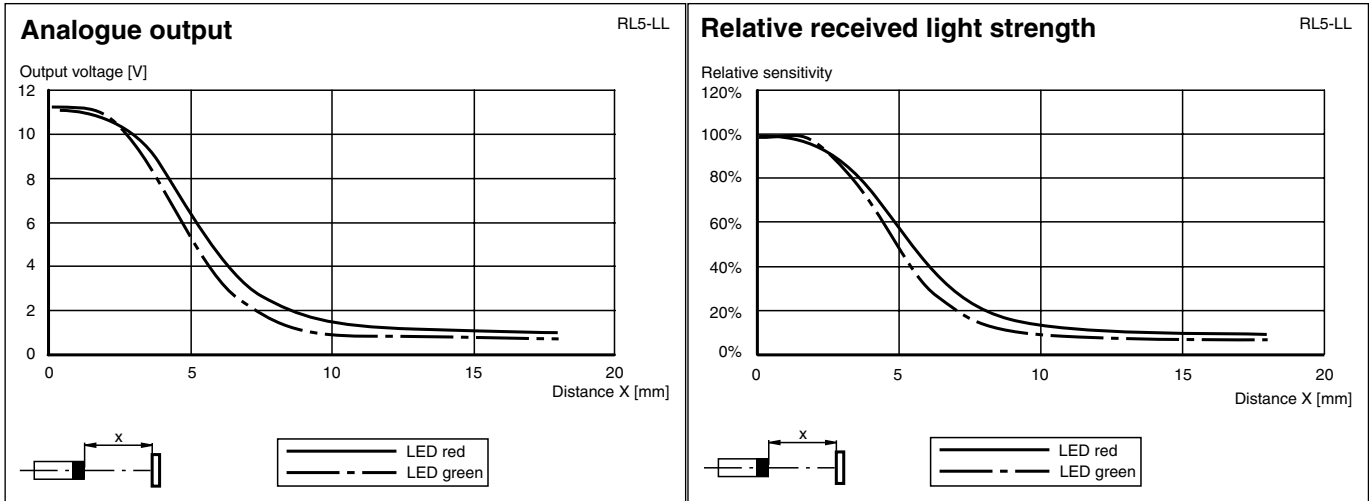 Analogue output
RL5-LL
Output voltage [V]
12
10
8
6
4
2
0
0 5 10 15 20
Distance X [mm]
x
LED red
LED green
Relative received light strength
RL5-LL
Relative sensitivity
120%
100%
80%
60%
40%
20%
0%
0 5 10 15 20
Distance X [mm]
x
LED red
LED green